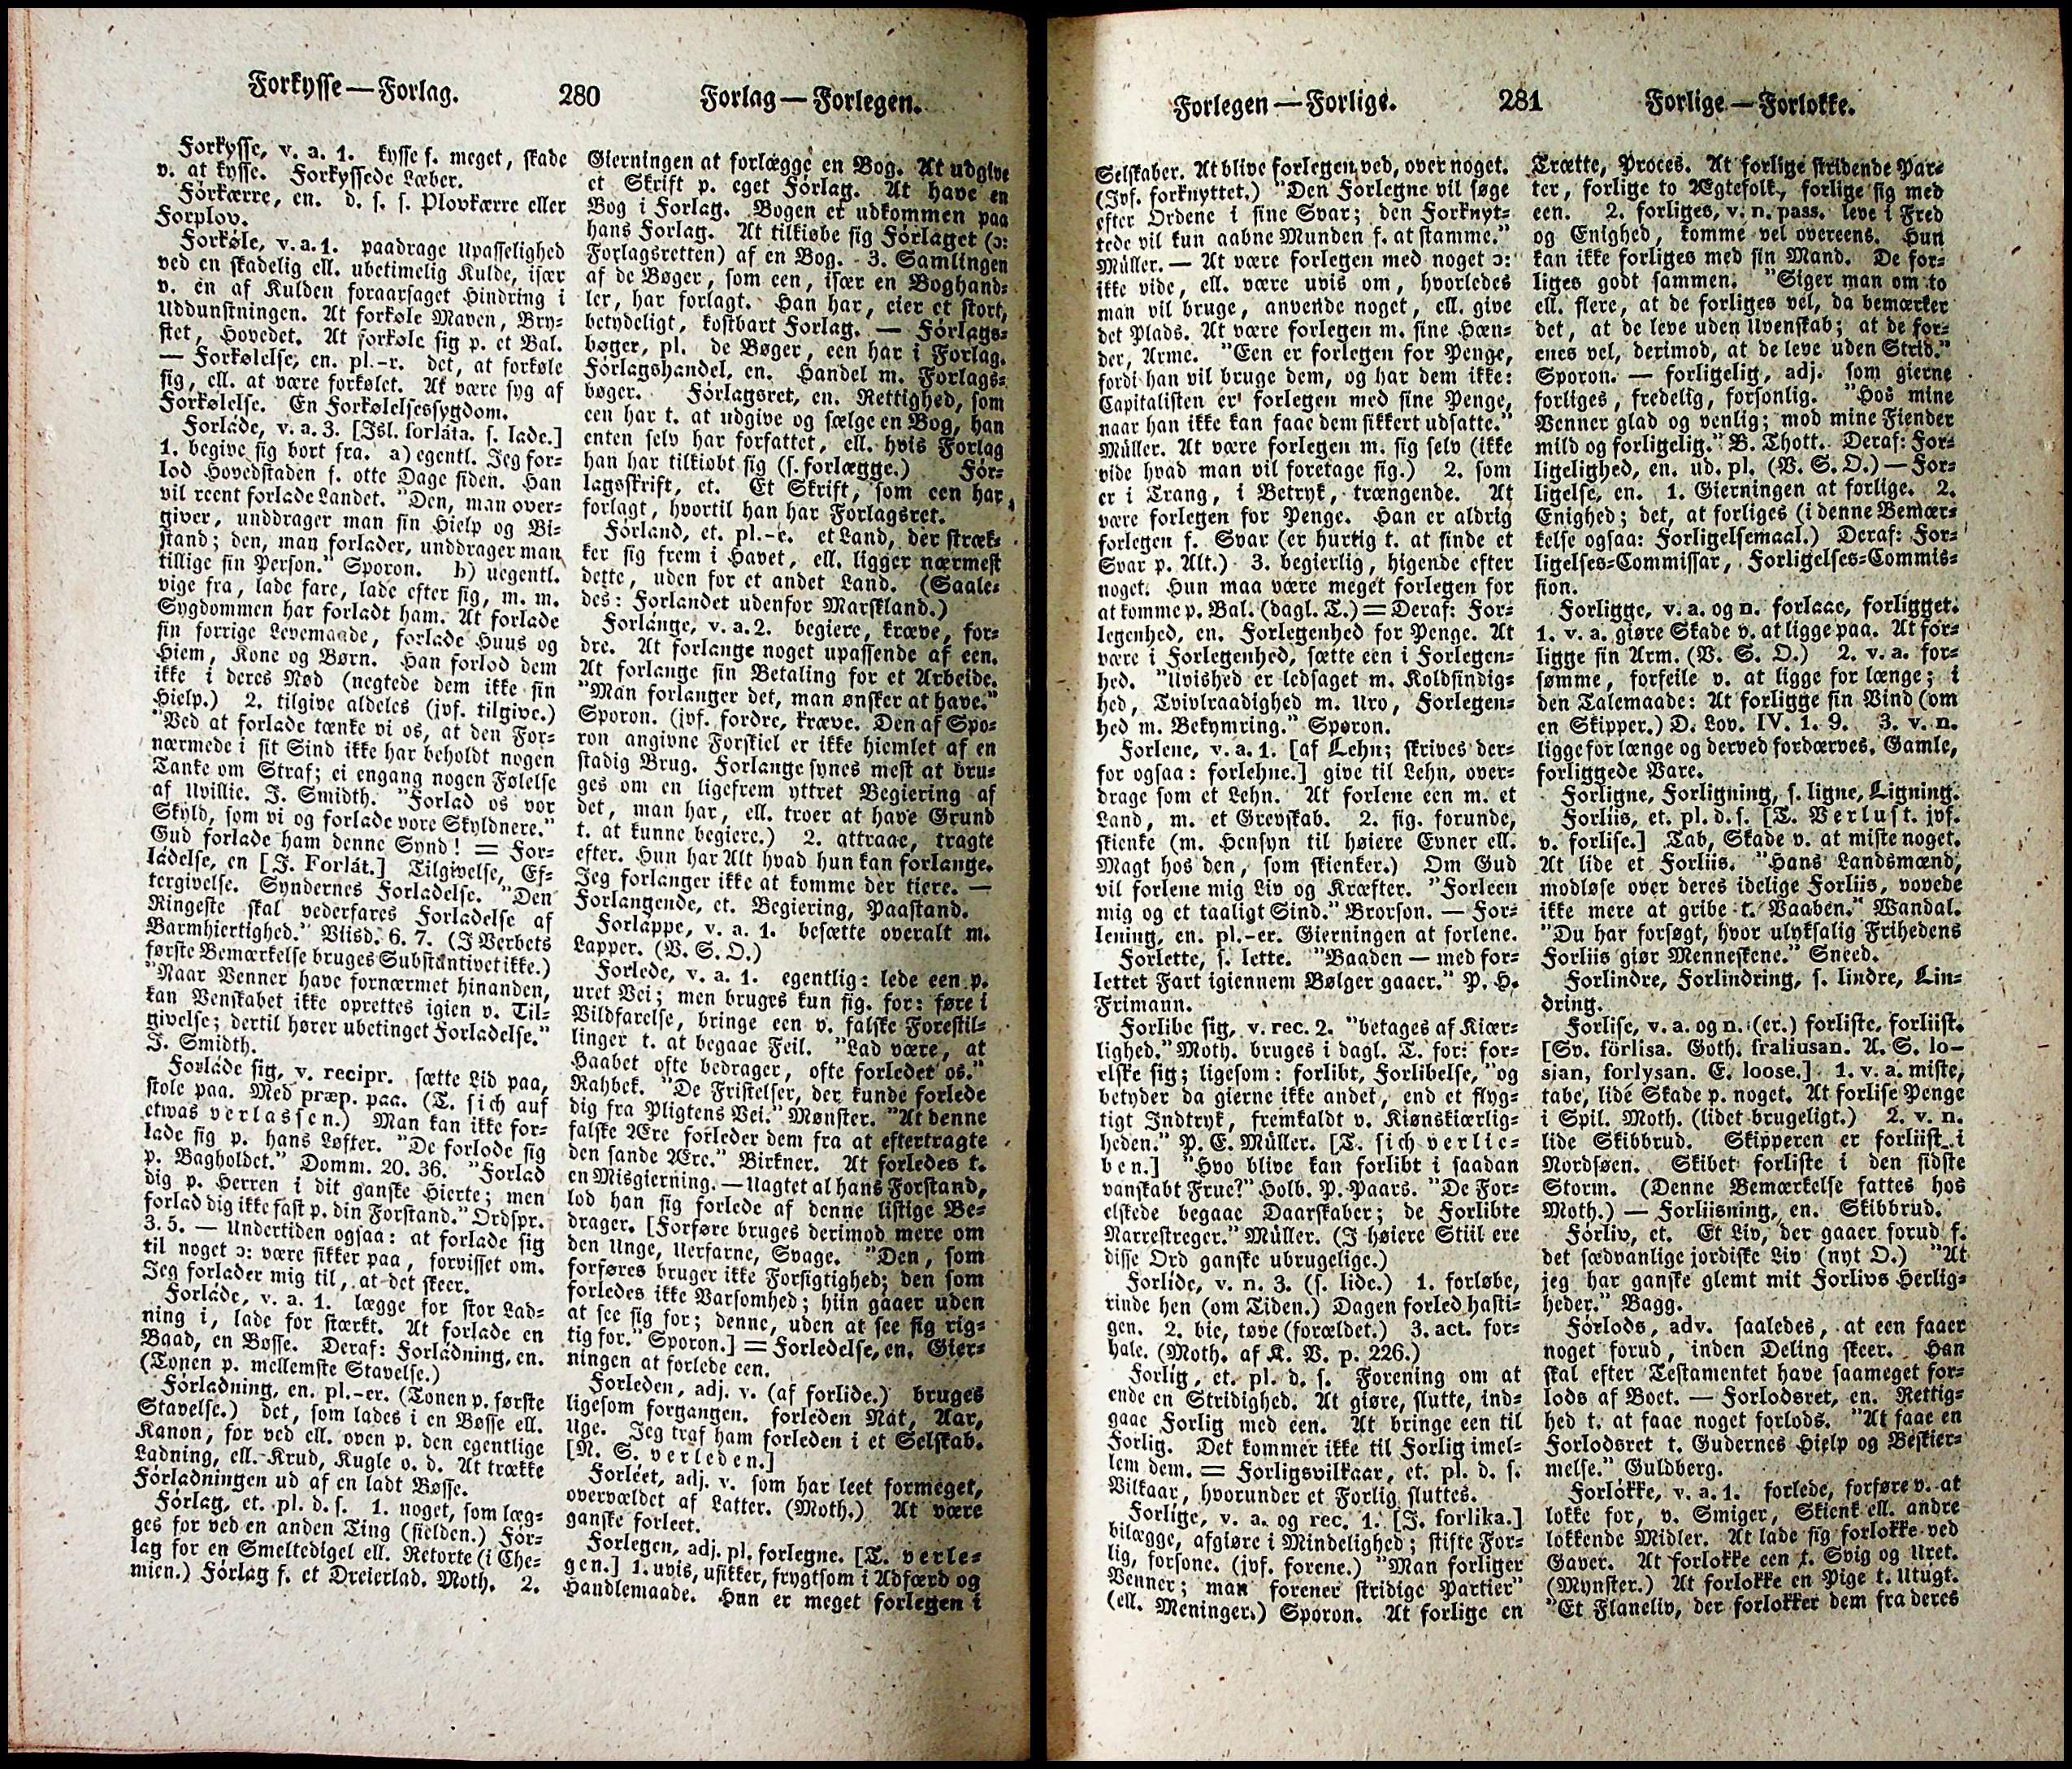 Forkysse — Forlag.
280
Forlag — Forlegen.
Forkysse, v. a. 1. kysse f. meget, skade
v. at kysse. Forkyssede Læber.
Forkærre, en. d. s. s. Plovkærre eller
Forplov.
Forkøle, v. a. 1. paadrage Upasselighed
ved en skadelig ell. ubetimelig Kulde, især
v. en af Kulden foraarsaget Hindring i
Uddunstningen. At forkøle Maven, Bry-
stet, Hovedet. At forkøle sig p. et Bal.
— Forkølelse, en. pl.-r. det, at forkøle
sig, ell. at være forkølet. At være syg af
Forkølelse. En Forkølelsessygdom.
Forláde, v. a. 3. [Isl. forláta. s. lade.]
1. begive sig bort fra. a) egentl. Jeg for-
lod Hovedstaden f. otte Dage siden. Han
vil reent forlade Landet. "Den, man over-
giver, unddrager man sin Hielp og Bi-
stand; den, man forlader, unddrager man
tillige sin Person." Sporon. b) uegentl.
vige fra, lade fare, lade efter sig, m. m.
Sygdommen har forladt ham. At forlade
sin forrige Levemaade, forlade Huus og
Hiem, Kone og Børn. Han forlod dem
ikke i deres Nød (negtede dem ikke sin
Hielp.) 2. tilgive aldeles (jvf. tilgive.)
"Ved at forlade tænke vi os, at den For-
nærmede i sit Sind ikke har beholdt nogen
Tanke om Straf; ei engang nogen Følelse
af Uvillie. J. Smidth. "Forlad os vor
Skyld, som vi og forlade vore Skyldnere."
Gud forlade ham denne Synd! = For-
ládelse, en [J. Forlát.] Tilgivelse, Ef-
tergivelse. Syndernes Forladelse. "Den
Ringeste skal vederfares Forladelse af
Barmhiertighed." Viisd. 6. 7. (I Verbets
første Bemærkelse bruges Substantivet ikke.)
"Naar Venner have fornærmet hinanden,
kan Venskabet ikke oprettes igien v. Til-
givelse; dertil hører ubetinget Forladelse."
J. Smidth.
Forláde sig, v. recipr. sætte Lid paa,
stole paa. Med præp. paa. (T. sich auf
etwas verlassen.) Man kan ikke for-
lade sig p. hans Løfter. "De forlode sig
p. Bagholdet." Domm. 20. 36. "Forlad
dig p. Herren i dit ganske Hierte; men
forlad dig ikke fast p. din Forstand." Ordspr.
3. 5. — Undertiden ogsaa: at forlade sig
til noget ɔ: være sikker paa, forvisset om.
Jeg forlader mig til, at det skeer.
Forláde, v. a. 1. lægge for stor Lad-
ning i, lade for stærkt. At forlade en
Baad, en Bøsse. Deraf: Forládning, en.
(Tonen p. mellemste Stavelse.)
Fórladning, en. pl.-er. (Tonen p. første
Stavelse.) det, som lades i en Bøsse ell.
Kanon, for ved ell. oven p. den egentlige
Ladning, ell. Krud, Kugle o. d. At trække
Fórladningen ud af en ladt Bøsse.
Fórlag, et. pl. d. s. 1. noget, som læg-
ges for ved en anden Ting (sielden.) For-
lag for en Smeltedigel ell. Retorte (i Che-
mien.) Fórlag f. et Dreierlad. Moth. 2.
Gierningen at forlægge en Bog. At udgive
et Skrift p. eget Fórlag. At have en
Bog i Forlag. Bogen er udkommen paa
hans Forlag. At tilkiøbe sig Fórlaget (ɔ:
Forlagsretten) af en Bog. 3. Samlingen
af de Bøger, som een, især en Boghand-
ler, har forlagt. Han har, eier et stort,
betydeligt, kostbart Forlag. — Fórlags-
bøger, pl. de Bøger, een har i Forlag.
Fórlagshandel, en. Handel m. Forlags-
bøger. Fórlagsret, en. Rettighed, som
een har t. at udgive og sælge en Bog, han
enten selv har forfattet, ell. hvis Forlag
han har tilkiøbt sig (s. forlægge.) For-
lagsskrift, et. Et Skrift, som een har
forlagt, hvortil han har Forlagsret.
Fórland, et. pl.-e. et Land, der stræk-
ker sig frem i Havet, ell. ligger nærmest
dette, uden for et andet Land. (Saale-
des: Forlandet udenfor Marskland.)
Forlánge, v. a. 2. begiere, kræve, for-
dre. At forlange noget upassende af een.
At forlange sin Betaling for et Arbeide.
"Man forlanger det, man ønsker at have."
Sporon. (jvf. fordre, kræve. Den af Spo-
ron angivne Forskiel er ikke hiemlet af en
stadig Brug. Forlange synes mest at bru-
ges om en ligefrem yttret Begiering af
det, man har, ell. troer at have Grund
t. at kunne begiere.) 2. attraae, tragte
efter. Hun har Alt hvad hun kan forlange.
Jeg forlanger ikke at komme der tiere. —
Forlangende, et. Begiering, Paastand.
Forlappe, v. a. 1. besætte overalt m.
Lapper. (V. S. O.)
Forlede, v. a. 1. egentlig: lede een p.
uret Vei; men bruges kun fig. for: føre i
Vildfarelse, bringe een v. falske Forestil-
linger t. at begaae Feil. "Lad være, at
Haabet ofte bedrager, ofte forledet os."
Rahbek. "De Fristelser, der kunde forlede
dig fra Pligtens Vei." Mønster. "At denne
falske Ære forleder dem fra at eftertragte
den sande Ære." Birkner. At forledes t.
en Misgierning. — Uagtet al hans Forstand,
lod han sig forlede af denne listige Be-
drager. [Forføre bruges derimod mere om
den Unge, Uerfarne, Svage. "Den, som
forføres bruger ikke Forsigtighed; den som
forledes ikke Varsomhed; hiin gaaer uden
at see sig for; denne, uden at see sig rig-
tig for." Sporon.] = Forledelse, en. Gier-
ningen at forlede een.
Forleden, adj. v. (af forlide.) bruges
ligesom forgangen. forleden Nat, Aar,
Uge. Jeg traf ham forleden i et Selskab.
[N. S. verleden.]
Forleet, adj. v. som har leet formeget,
overvældet af Latter. (Moth.) At være
ganske forleet.
Forlegen, adj. pl. forlegne. [T. verle-
gen.] 1. uvis, usikker, frygtsom i Adfærd og
Handlemaade. Han er meget forlegen i
Forlegen — Forlige.
281
Forlige — Forlokke.
Selskaber. At blive forlegen ved, over noget.
(Jvf. forknyttet.) "Den Forlegne vil søge
efter Ordene i sine Svar; den Forknyt-
tede vil kun aabne Munden f. at stamme."
Müller. — At være forlegen med noget ɔ:
ikke vide, ell. være uvis om, hvorledes
man vil bruge, anvende noget, ell. give
det Plads. At være forlegen m. sine Hæn-
der, Arme. "Een er forlegen for Penge,
fordi han vil bruge dem, og har dem ikke:
Capitalisten er forlegen med sine Penge,
naar han ikke kan faae dem sikkert udsatte."
Müller. At være forlegen m. sig selv (ikke
vide hvad man vil foretage sig.) 2. som
er i Trang, i Betryk, trængende. At
være forlegen for Penge. Han er aldrig
forlegen f. Svar (er hurtig t. at finde et
Svar p. Alt.) 3. begierlig, higende efter
noget. Hun maa være meget forlegen for
at komme p. Bal. (dagl. T.) = Deraf: For-
legenhed, en. Forlegenhed for Penge. At
være i Forlegenhed, sætte een i Forlegen-
hed. "Uvished er ledsaget m. Koldsindig-
hed, Tvivlraadighed m. Uro, Forlegen-
hed m. Bekymring." Sporon.
Forlene, v. a. 1. [af Lehn; skrives der-
for ogsaa: forlehne.] give til Lehn, over-
drage som et Lehn. At forlene een m. et
Land, m. et Grevskab. 2. fig. forunde,
skienke (m. Hensyn til høiere Evner ell.
Magt hos den, som skienker.) Om Gud
vil forlene mig Liv og Kræfter. "Forleen
mig og et taaligt Sind." Brorson. — For-
lening, en. pl.-er. Gierningen at forlene.
Forlette, s. lette. "Baaden — med for-
lettet Fart igiennem Bølger gaaer." P. H.
Frimann.
Forlibe sig, v. rec. 2. "betages af Kiær-
lighed." Moth. bruges i dagl. T. for: for-
elske sig; ligesom: forlibt, Forlibelse, "og
betyder da gierne ikke andet, end et flyg-
tigt Indtryk, fremkaldt v. Kiønskiærlig-
heden." P. E. Müller. [T. sich verlie-
ben.] "Hvo blive kan forlibt i saadan
vanskabt Frue?" Holb. P. Paars. "De For-
elskede begaae Daarskaber; de Forlibte
Narrestreger." Müller. (I høiere Stiil ere
disse Ord ganske ubrugelige.)
Forlide, v. n. 3. (s. lide.) 1. forløbe,
rinde hen (om Tiden.) Dagen forled hasti-
gen. 2. bie, tøve (forældet.) 3. act. for-
hale. (Moth. af K. B. p. 226.)
Forlig, et. pl. d. s. Forening om at
ende en Stridighed. At giøre, slutte, ind-
gaae Forlig med een. At bringe een til
Forlig. Det kommer ikke til Forlig imel-
lem dem. = Forligsvilkaar, et. pl. d. s.
Vilkaar, hvorunder et Forlig sluttes.
Forlige, v. a. og rec. 1. [J. forlika.]
bilægge, afgiøre i Mindelighed; stifte For-
lig, forsone. (jvf. forene.) "Man forliger
Venner; man forener stridige Partier"
(ell. Meninger.) Sporon. At forlige en
Trætte, Proces. At forlige stridende Par-
ter, forlige to Ægtefolk, forlige sig med
een. 2. forliges, v. n. pass. leve i Fred
og Enighed, komme vel overeens. Hun
kan ikke forliges med sin Mand. De for-
liges godt sammen. "Siger man om to
ell. flere, at de forliges vel, da bemærker
det, at de leve uden Uvenskab; at de for-
enes vel, derimod, at de leve uden Strid."
Sporon. — forligelig, adj. som gierne
forliges, fredelig, forsonlig. "Hos mine
Venner glad og venlig; mod mine Fiender
mild og forligelig." B. Thott. Deraf: For-
ligelighed, en. ud. pl. (V. S. O.) — For-
ligelse, en. 1. Gierningen at forlige. 2.
Enighed; det, at forliges (i denne Bemær-
kelse ogsaa: Forligelsemaal.) Deraf: For-
ligelses-Commissar, Forligelses-Commis-
sion.
Forligge, v. a. og n. forlaae, forligget.
1. v. a. giøre Skade v. at ligge paa. At for-
ligge sin Arm. (V. S. O.) 2. v. a. for-
sømme, forfeile v. at ligge for længe; i
den Talemaade: At forligge sin Vind (om
en Skipper.) D. Lov. IV. 1. 9. 3. v. n.
ligge for længe og derved fordærves. Gamle,
forliggede Vare.
Forligne, Forligning, s. ligne, Ligning.
Forliis, et. pl. d. s. [T. Verlust. jvf.
v. forlise.] Tab, Skade v. at miste noget.
At lide et Forliis. "Hans Landsmænd,
modløse over deres idelige Forliis, vovede
ikke mere at gribe t. Vaaben." Wandal.
"Du har forsøgt, hvor ulyksalig Frihedens
Forliis giør Menneskene." Sneed.
Forlindre, Forlindring, s. lindre, Lin-
dring.
Forlise, v. a. og n. (er.) forliste, forliist.
[Sv. förlisa. Goth. fraliusan. A. S. lo-
sian, forlysan. E. loose.] 1. v. a. miste,
tabe, lide Skade p. noget. At forlise Penge
i Spil. Moth. (lidet brugeligt.) 2. v. n.
lide Skibbrud. Skipperen er forliist i
Nordsøen. Skibet forliste i den sidste
Storm. (Denne Bemærkelse fattes hos
Moth.) — Forliisning, en. Skibbrud.
Fórliv, et. Et Liv, der gaaer forud f.
det sædvanlige jordiske Liv (nyt O.) "At
jeg har ganske glemt mit Forlivs Herlig-
heder." Bagg.
Fórlods, adv. saaledes, at een faaer
noget forud, inden Deling skeer. Han
skal efter Testamentet have saameget for-
lods af Boet. — Forlodsret, en. Rettig-
hed t. at faae noget forlods. "At faae en
Forlodsret t. Gudernes Hielp og Beskier-
melse." Guldberg.
Forlókke, v. a. 1. forlede, forføre v. at
lokke for, v. Smiger, Skienk ell. andre
lokkende Midler. At lade sig forlokke ved
Gaver. At forlokke een t. Svig og Uret.
(Mynster.) At forlokke en Pige t. Utugt.
"Et Flaneliv, der forlokker dem fra deres